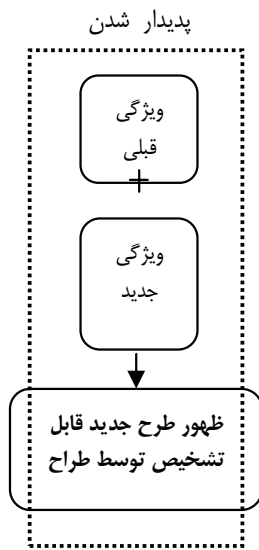 پدیدار شدن
ویژگی
قبلی
+
ویژگی
جدید
ظهور طرح جدید قابل
تشخیص توسط طراح